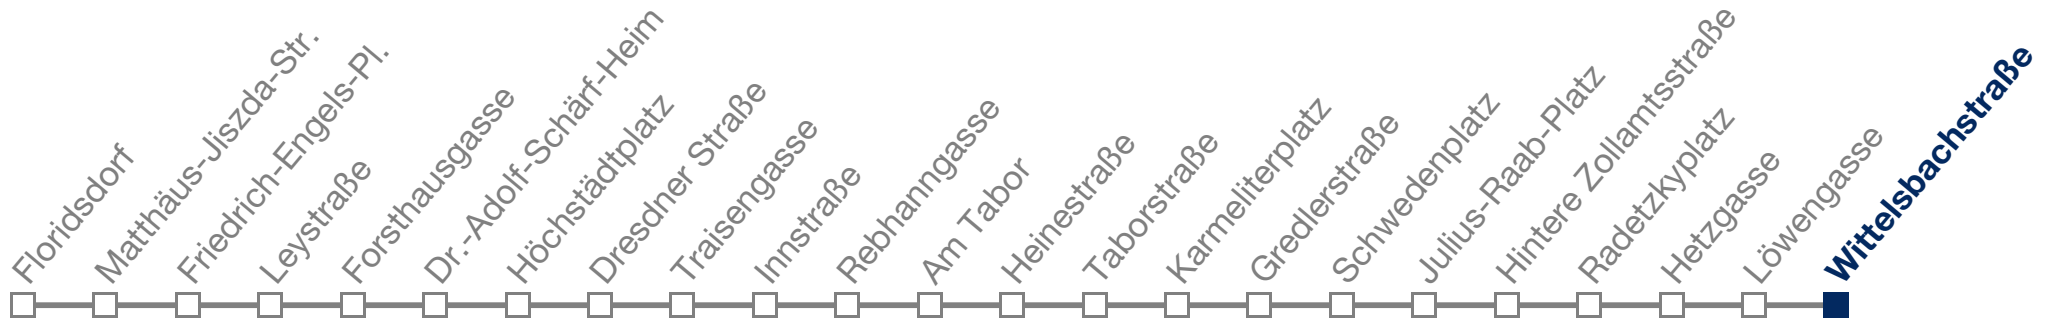 Floridsdorf
Matthäus-Jiszda-Str.
Friedrich-Engels-Pl.
Leystraße
Forsthausgasse
Dr.-Adolf-Schärf-Heim
Höchstädtplatz
Dresdner Straße
Traisengasse
Innstraße
Rebhanngasse
Am Tabor
Heinestraße
Taborstraße
Karmeliterplatz
Gredlerstraße
Schwedenplatz
Julius-Raab-Platz
Hintere Zollamtsstraße
Radetzkyplatz
Hetzgasse
Löwengasse
Wittelsbachstraße